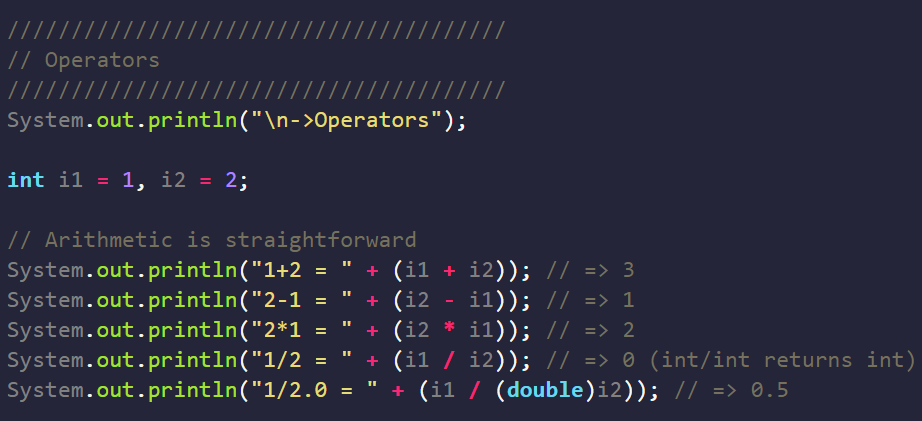 ///////////////////////////////////////
// Operators
///////////////////////////////////////
System.out.println("\n->Operators");
int i1 = 1, i2 = 2;
// Arithmetic is straightforward
System.out.println("1+2 = " + (i1 + i2)); // => 3
System.out.println("2-1 = " + (i2 - i1)); // => 1
System.out.println("2*1 = " + (i2 * i1)); // => 2
System.out.println("1/2 = " + (i1 / i2)); // => 0 (int/int returns int)
System.out.println("1/2.0 = " + (i1 / (double)i2)); // => 0.5